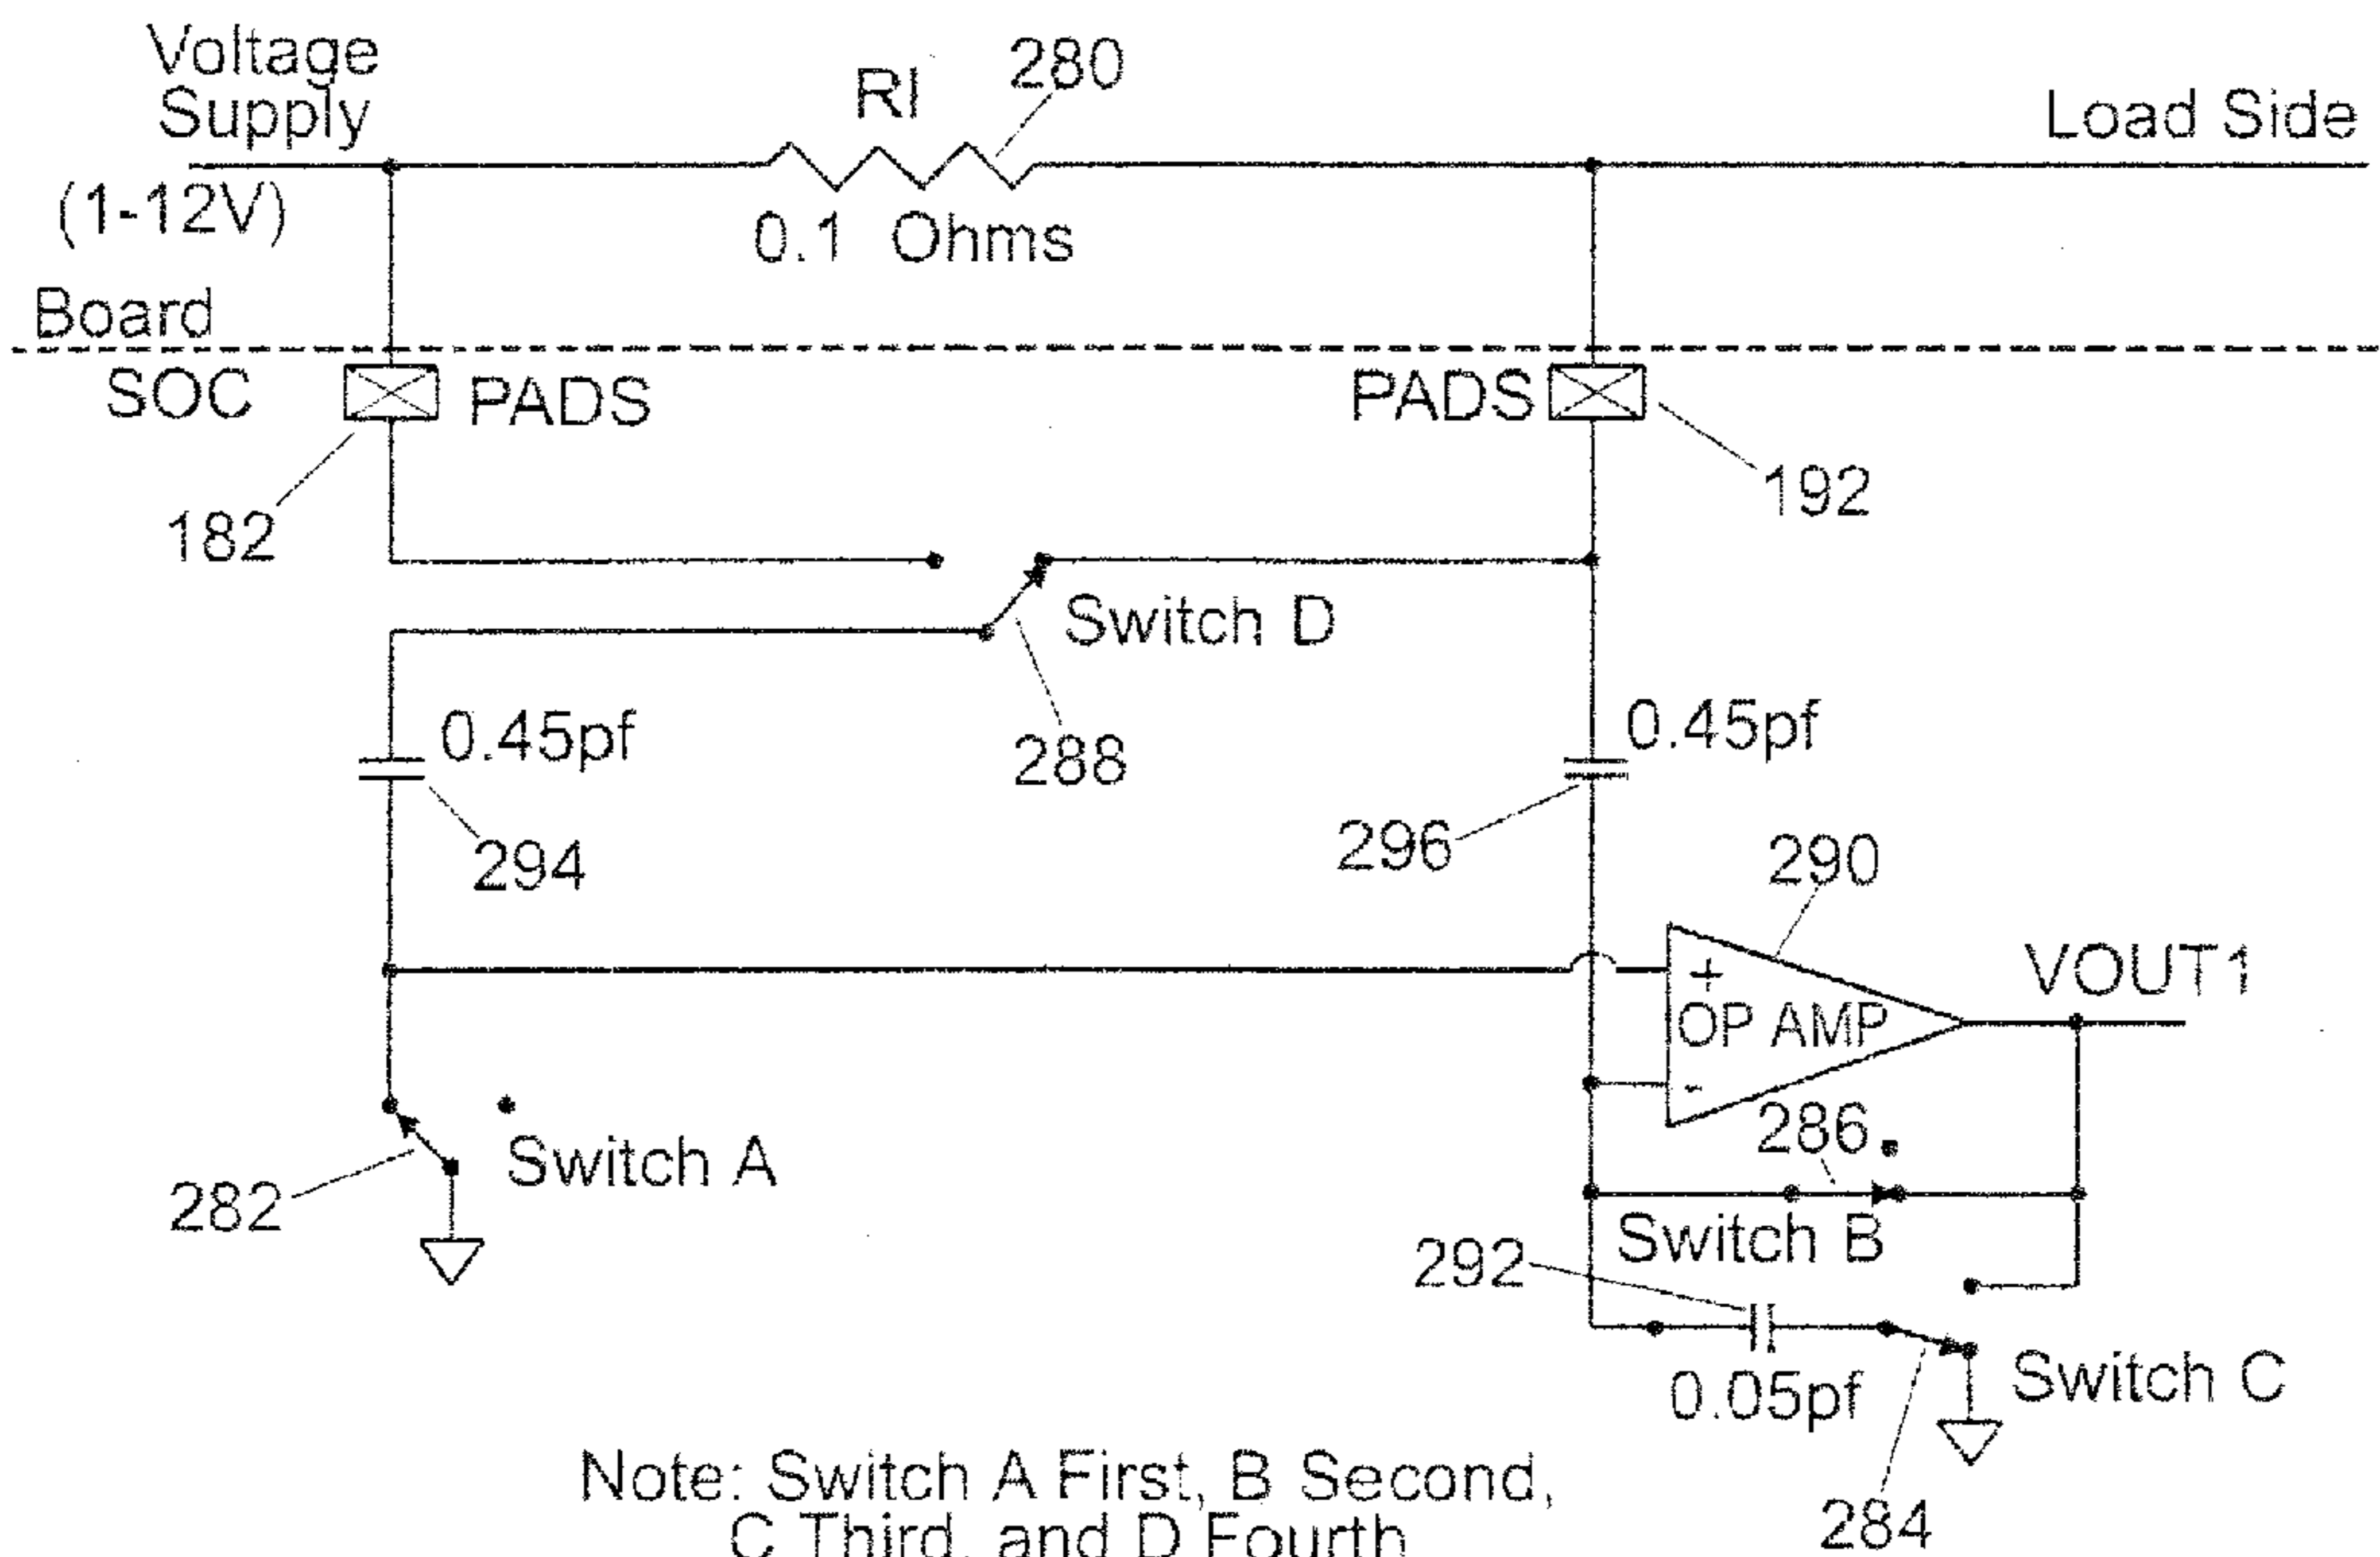 Voltage
Supply
(1-12V)
RI
280
0.1 Ohms
Load Side
Board
SOC
PADS
PADS
182
192
Switch D
288
0.45pf
294
0.45pf
296
290
+
OP AMP
-
VOUT1
Switch A
282
286
Switch B
292
0.05pf
Switch C
284
Note: Switch A First, B Second,
C Third, and D Fourth